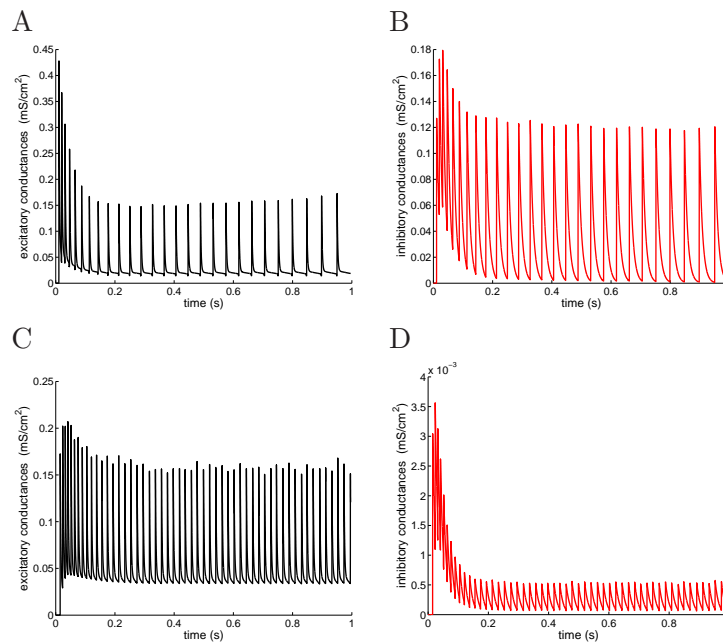 A
excitatory conductances (mS/cm²)
0.45
0.4
0.35
0.3
0.25
0.2
0.15
0.1
0.05
0
0 0.2 0.4 0.6 0.8 1
time (s)
B
inhibitory conductances (mS/cm²)
0.18
0.16
0.14
0.12
0.1
0.08
0.06
0.04
0.02
0
0 0.2 0.4 0.6 0.8
time (s)
C
excitatory conductances (mS/cm²)
0.25
0.2
0.15
0.1
0.05
0
0 0.2 0.4 0.6 0.8 1
time (s)
D
x 10⁻³
inhibitory conductances (mS/cm²)
4
3.5
3
2.5
2
1.5
1
0.5
0
0 0.2 0.4 0.6 0.8
time (s)